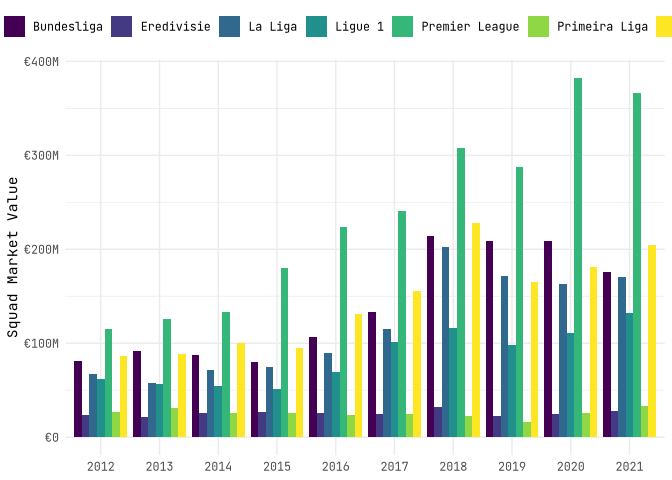 Bundesliga Eredivisie La Liga Ligue 1 Premier League Primeira Liga
€400M
€300M
€200M
€100M
€0
Squad Market Value
2012 2013 2014 2015 2016 2017 2018 2019 2020 2021